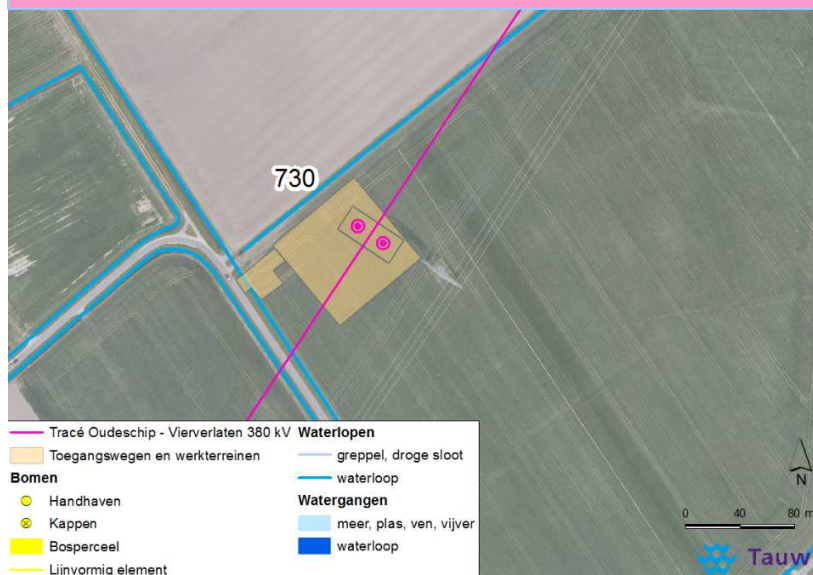 730
Tracé Oudeschip - Vierverlaten 380 kV
Toegangswegen en werkterreinen
Bomen
Handhaven
Kappen
Bosperceel
Lijnvormig element
Waterlopen
greppel, droge sloot
waterloop
Watergangen
meer, plas, ven, vijver
waterloop
N
0 40 80 m
Tauw